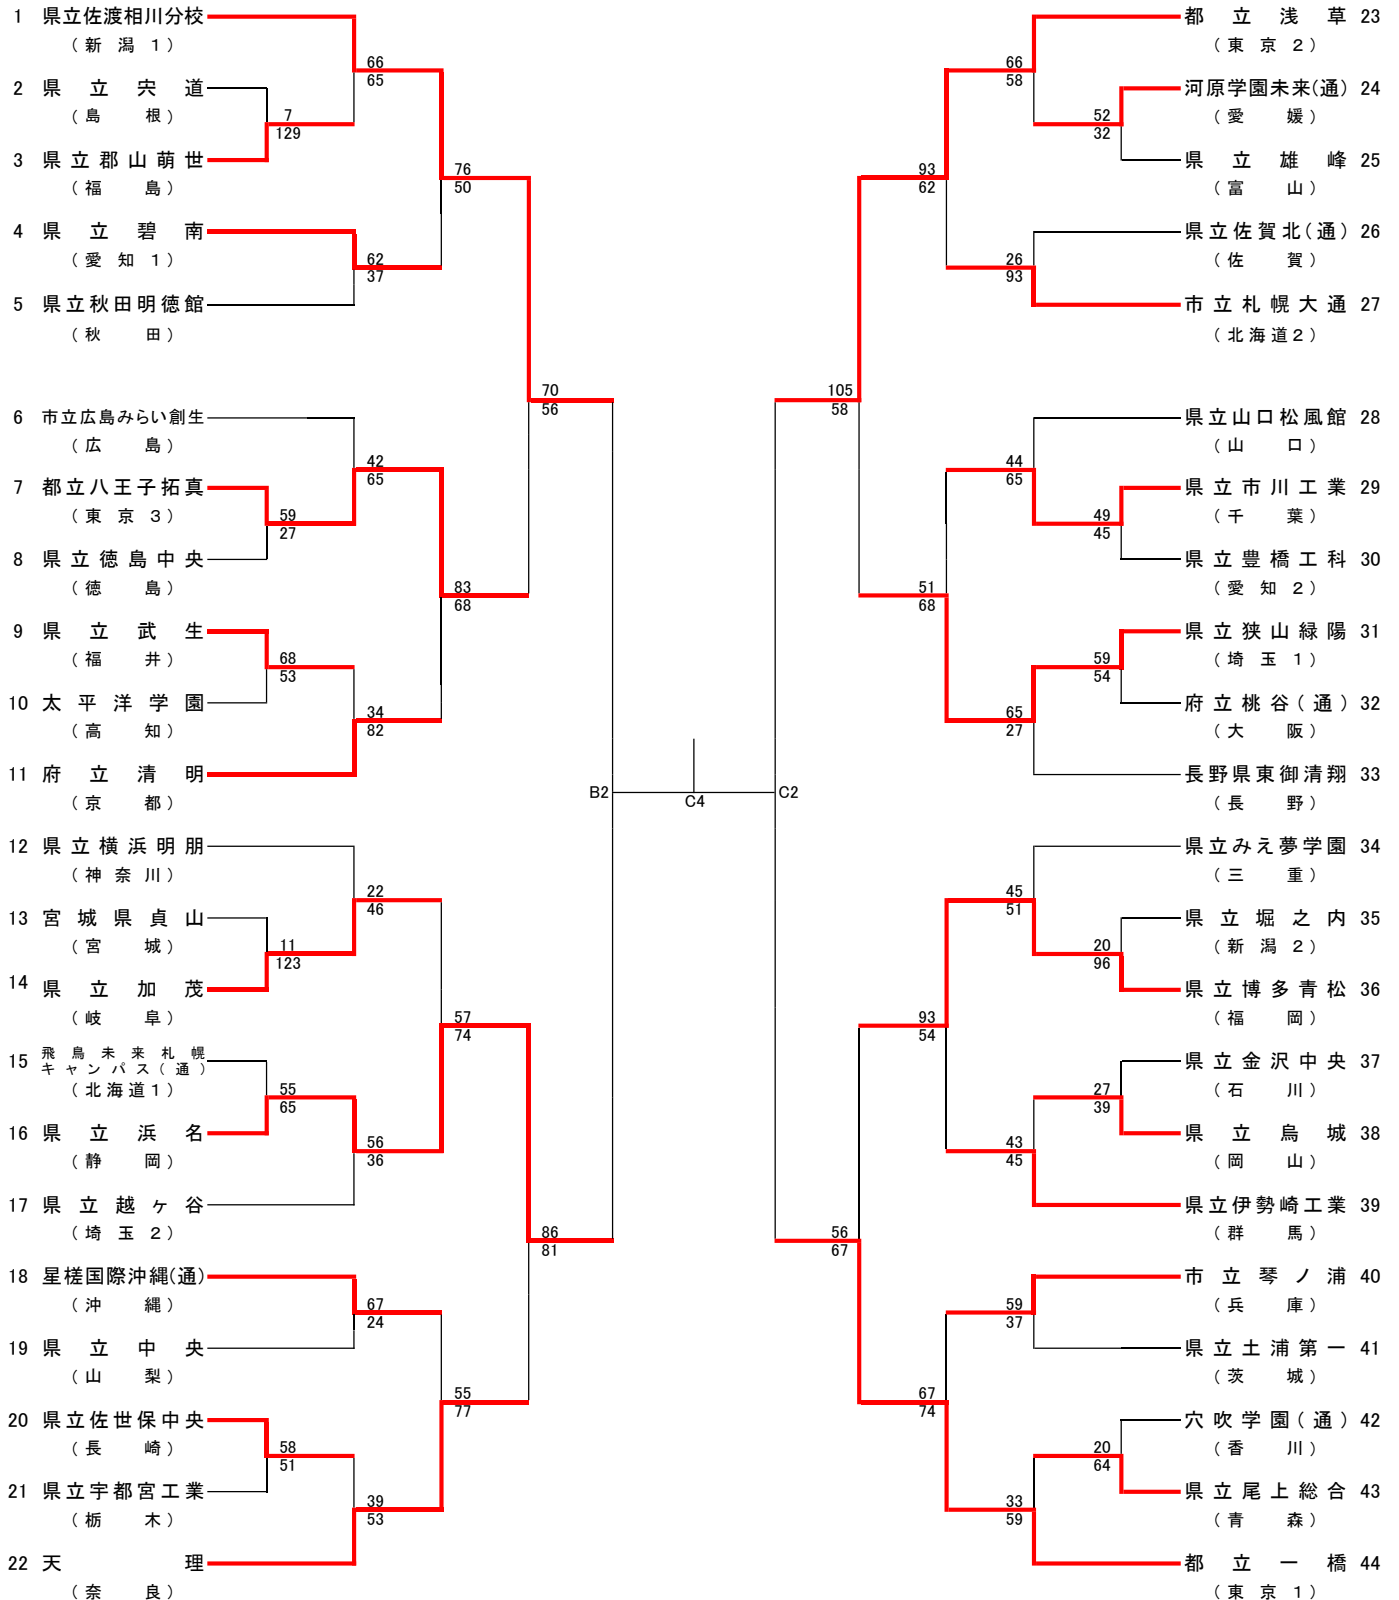 1 県立佐渡相川分校
（新潟1）
2 県立宍道
（島根）
3 県立郡山萌世
（福島）
4 県立碧南
（愛知1）
5 県立秋田明徳館
（秋田）
6 市立広島みらい創生
（広島）
7 都立八王子拓真
（東京3）
8 県立徳島中央
（徳島）
9 県立武生
（福井）
10 太平洋学園
（高知）
11 府立清明
（京都）
12 県立横浜明朋
（神奈川）
13 宮城県貞山
（宮城）
14 県立加茂
（岐阜）
15 飛鳥未来札幌
キャンパス(通)
（北海道1）
16 県立浜名
（静岡）
17 県立越ヶ谷
（埼玉2）
18 星槎国際沖縄(通)
（沖縄）
19 県立中央
（山梨）
20 県立佐世保中央
（長崎）
21 県立宇都宮工業
（栃木）
22 天理
（奈良）
7
129
59
27
68
53
11
123
55
65
58
51
66
65
62
37
42
65
34
82
22
46
56
36
67
24
39
53
76
50
83
68
57
74
55
77
70
56
86
81
B2
C4
C2
105
58
56
67
93
62
51
68
93
54
67
74
66
58
26
93
44
65
65
27
45
51
43
45
59
37
33
59
52
32
49
45
59
54
20
96
27
39
20
64
都立浅草 23
（東京2）
河原学園未来(通) 24
（愛媛）
県立雄峰 25
（富山）
県立佐賀北(通) 26
（佐賀）
市立札幌大通 27
（北海道2）
県立山口松風館 28
（山口）
県立市川工業 29
（千葉）
県立豊橋工科 30
（愛知2）
県立狭山緑陽 31
（埼玉1）
府立桃谷(通) 32
（大阪）
長野県東御清翔 33
（長野）
県立みえ夢学園 34
（三重）
県立堀之内 35
（新潟2）
県立博多青松 36
（福岡）
県立金沢中央 37
（石川）
県立烏城 38
（岡山）
県立伊勢崎工業 39
（群馬）
市立琴ノ浦 40
（兵庫）
県立土浦第一 41
（茨城）
穴吹学園(通) 42
（香川）
県立尾上総合 43
（青森）
都立一橋 44
（東京1）